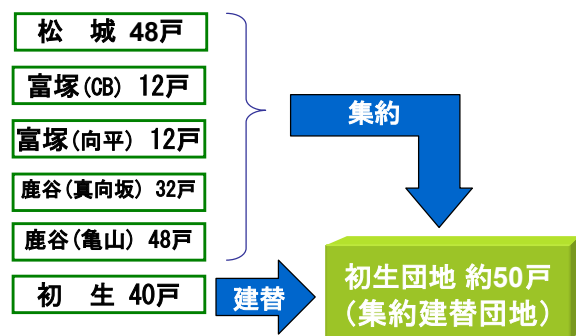 松 城 48戸
富塚(CB) 12戸
富塚(向平) 12戸
鹿谷(真向坂) 32戸
鹿谷(亀山) 48戸
初 生 40戸
集約
建替
初生団地 約50戸
(集約建替団地)